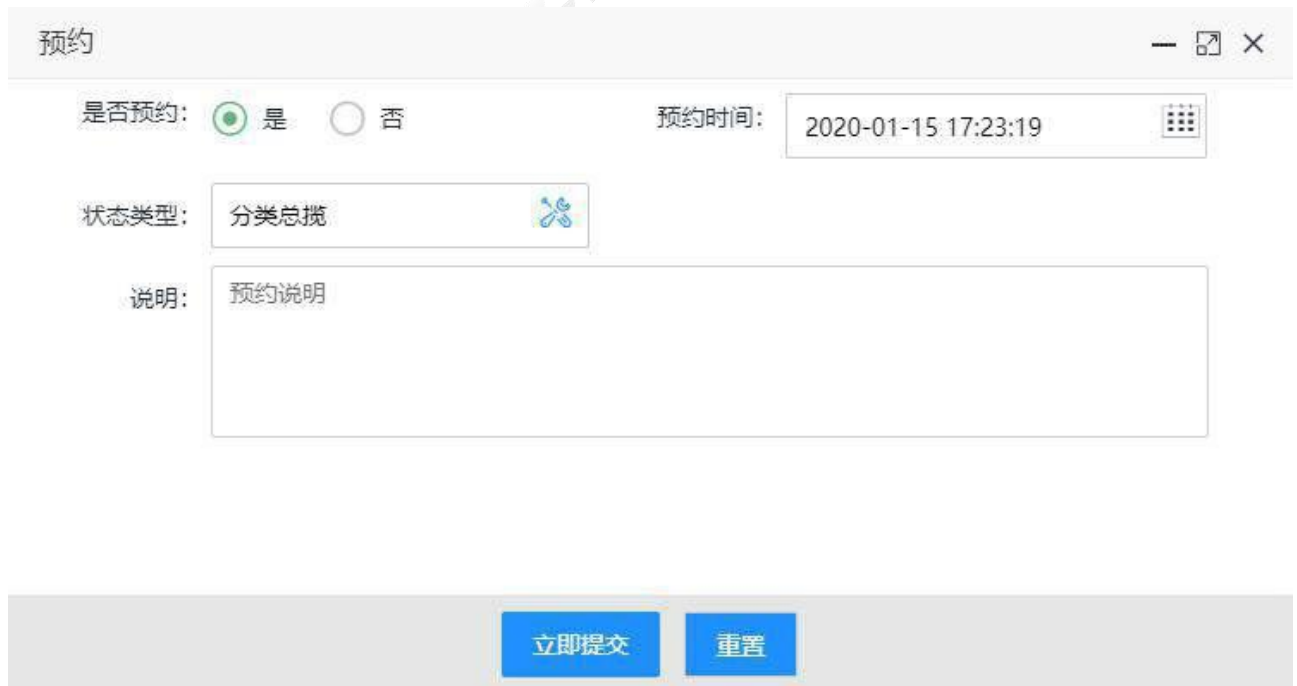 预约
是否预约： 是 否 预约时间： 2020-01-15 17:23:19
状态类型： 分类总揽
说明： 预约说明
立即提交 重置